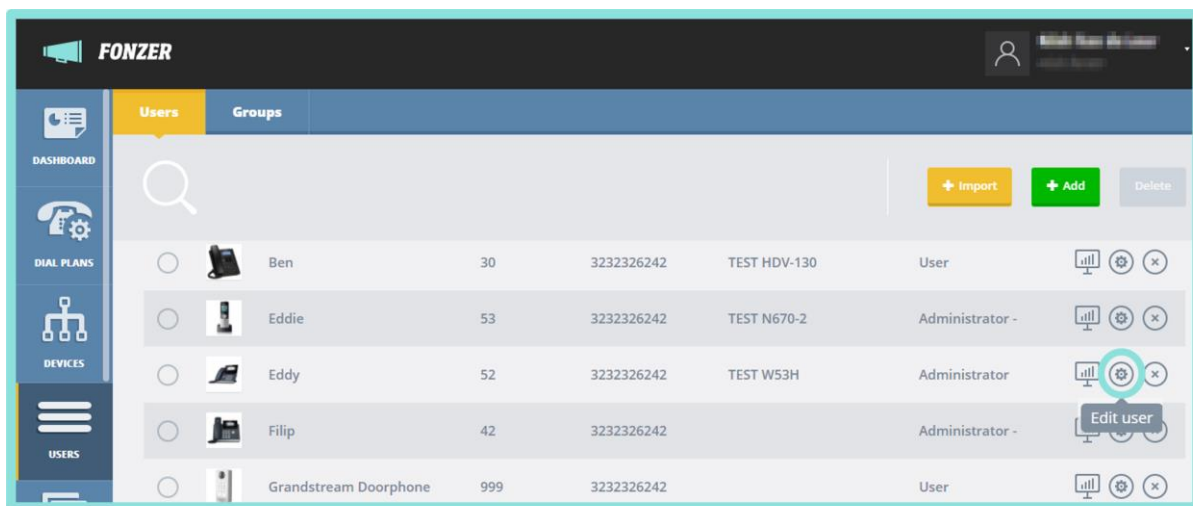 FONZER
Users Groups
DASHBOARD
+ Import + Add Delete
DIAL PLANS
Ben 30 3232326242 TEST HDV-130 User
Eddie 53 3232326242 TEST N670-2 Administrator -
DEVICES
Eddy 52 3232326242 TEST W53H Administrator
Edit user
Filip 42 3232326242 Administrator -
USERS
Grandstream Doorphone 999 3232326242 User